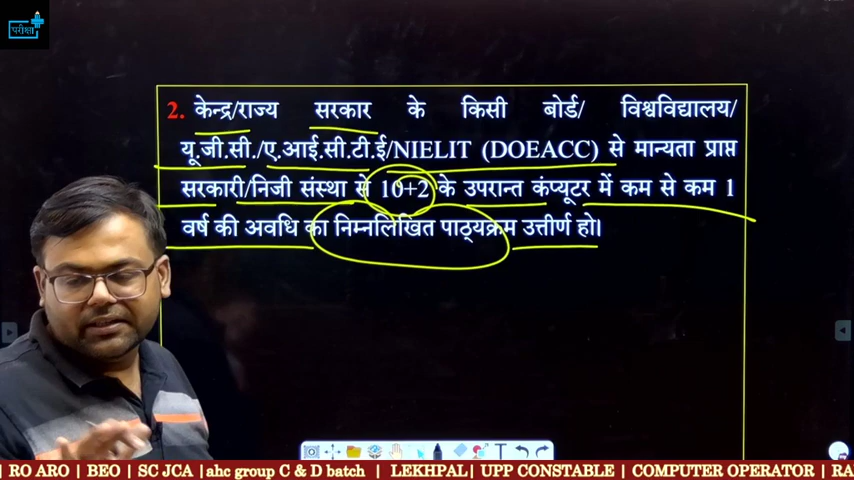 परीक्षा
2. केन्द्र/राज्य सरकार के किसी बोर्ड/ विश्वविद्यालय/
यू.जी.सी./ए.आई.सी.टी.ई/NIELIT (DOEACC) से मान्यता प्राप्त
सरकारी/निजी संस्था से 10+2 के उपरान्त कंप्यूटर में कम से कम 1
वर्ष की अवधि का निम्नलिखित पाठ्यक्रम उत्तीर्ण हो।
| RO ARO | BEO | SC JCA |ahc group C & D batch | LEKHPAL| UPP CONSTABLE | COMPUTER OPERATOR | RA